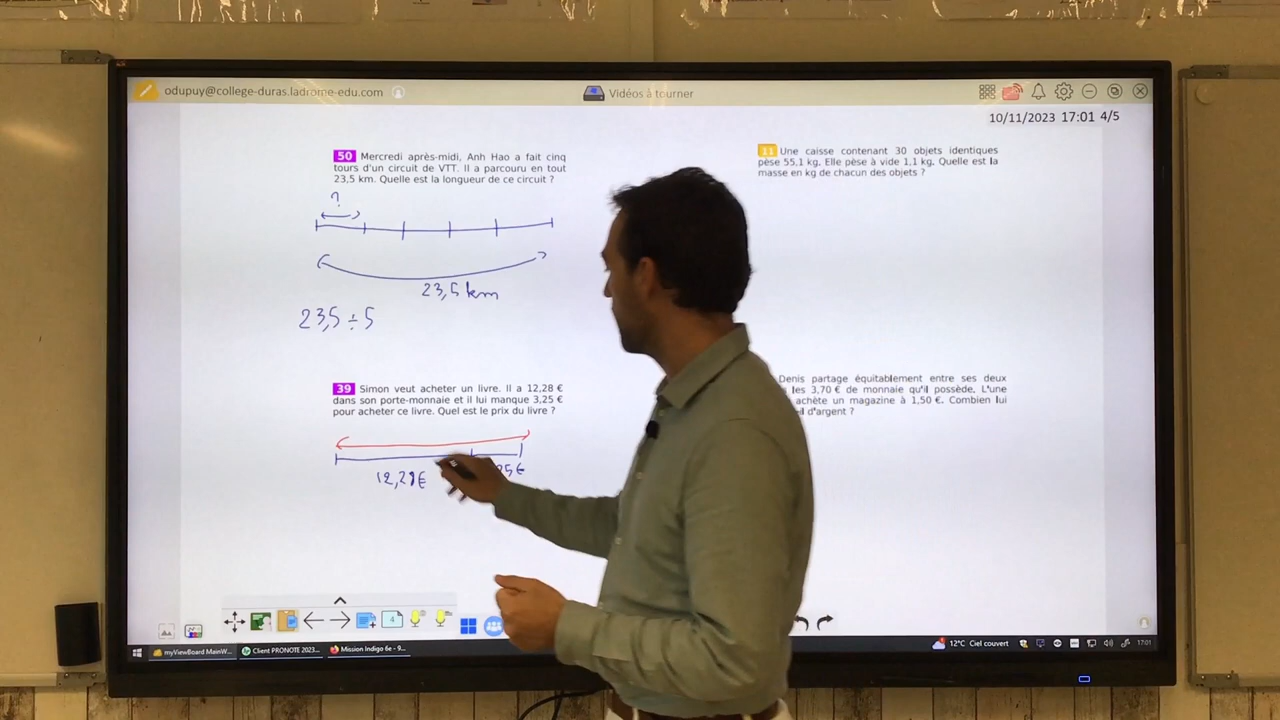 odupuy@college-duras.ladrome-edu.com
Vidéos à tourner
10/11/2023 17:01 4/5
50 Mercredi après-midi, Anh Hao a fait cinq
tours d'un circuit de VTT. Il a parcouru en tout
23,5 km. Quelle est la longueur de ce circuit ?
?
23,5 km
23,5 ÷ 5
39 Simon veut acheter un livre. Il a 12,28 €
dans son porte-monnaie et il lui manque 3,25 €
pour acheter ce livre. Quel est le prix du livre ?
12,28€
25€
11 Une caisse contenant 30 objets identiques
pèse 55,1 kg. Elle pèse à vide 1,1 kg. Quelle est la
masse en kg de chacun des objets ?
Denis partage équitablement entre ses deux
les 3,70 € de monnaie qu'il possède. L'une
achète un magazine à 1,50 €. Combien lui
d'argent ?
4
myViewBoard MainW...
Client PRONOTE 2023...
Mission Indigo 6e - 9...
12°C Ciel couvert
17:01